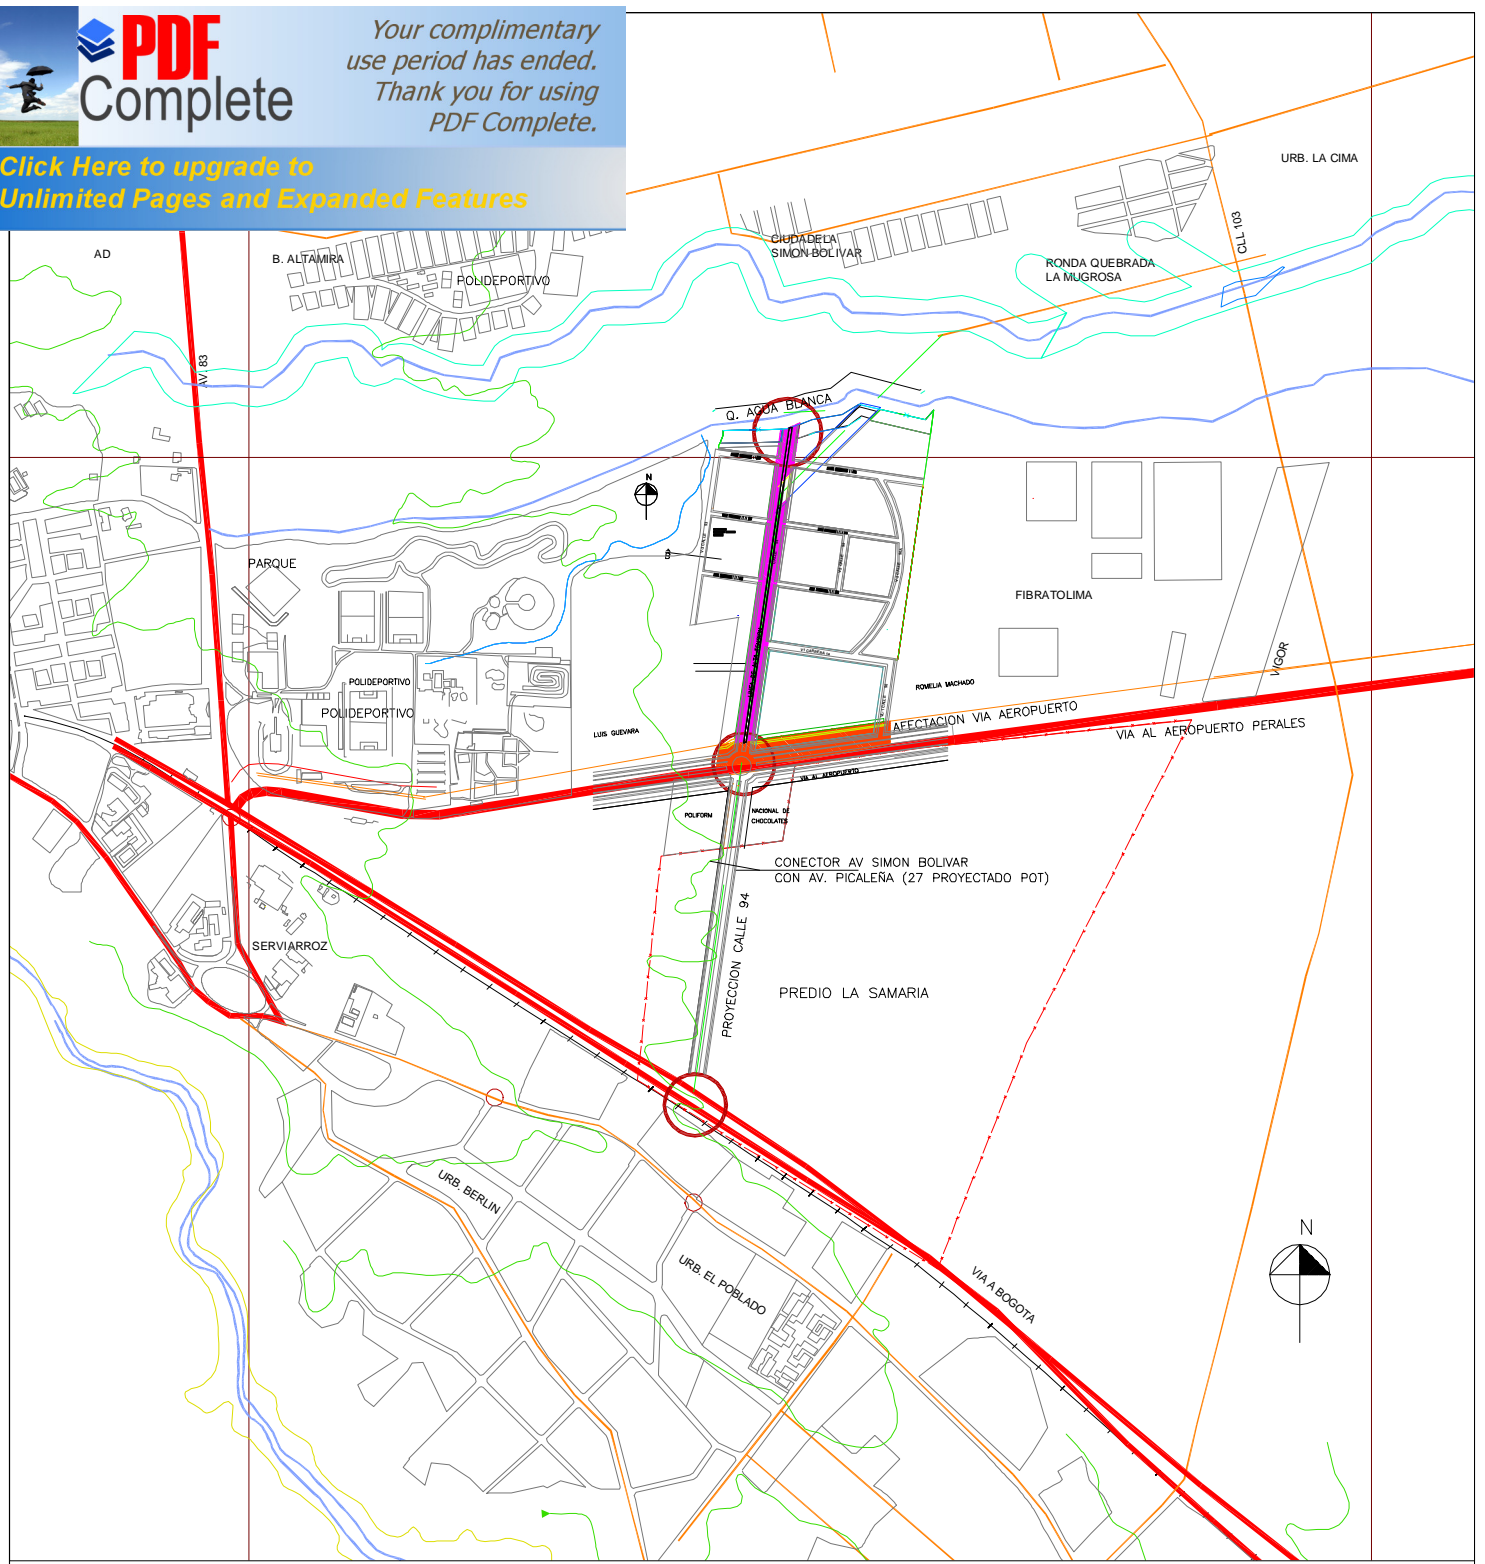 PDF
Complete
Your complimentary
use period has ended.
Thank you for using
PDF Complete.
Click Here to upgrade to
Unlimited Pages and Expanded Features
URB. LA CIMA
AD
B. ALTAMIRA
POLIDEPORTIVO
CIUDADELA
SIMON BOLIVAR
CLL 103
RONDA QUEBRADA
LA MUGROSA
AV 83
Q. AGUA BLANCA
N
PARQUE
FIBRATOLIMA
VIGOR
POLIDEPORTIVO
POLIDEPORTIVO
ROMELIA MACHADO
LUIS GUEVARA
AFECTACION VIA AEROPUERTO
VIA AL AEROPUERTO PERALES
VIA AL AEROPUERTO
POLIFORM
NACIONAL DE
CHOCOLATES
CONECTOR AV SIMON BOLIVAR
CON AV. PICALEÑA (27 PROYECTADO POT)
PROYECCION CALLE 94
SERVIARROZ
PREDIO LA SAMARIA
URB. BERLIN
URB. EL POBLADO
VIA A BOGOTA
N